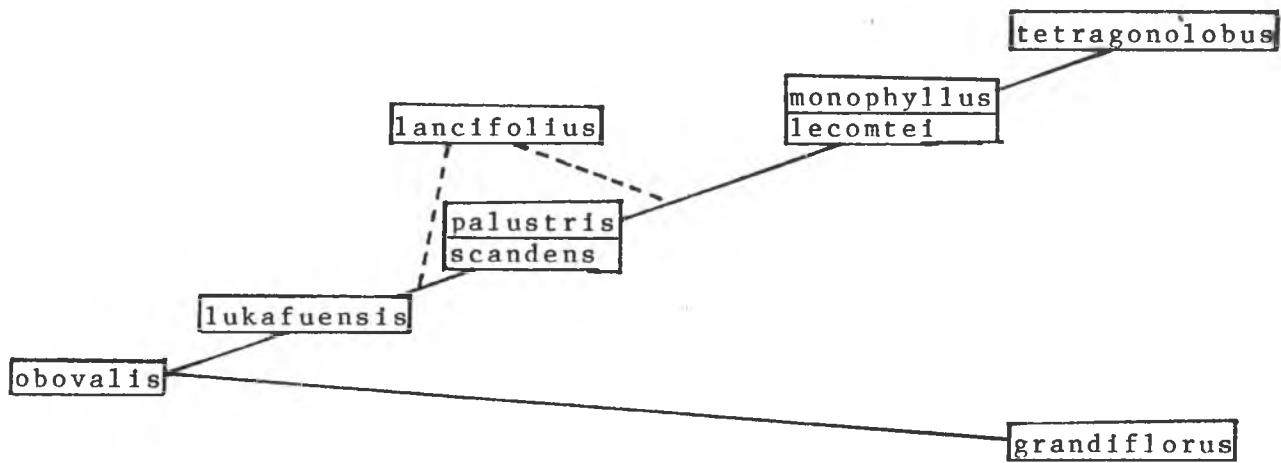 tetragonolobus
monophyllus
lecomtei
lancifolius
palustris
scandens
lukafuensis
obovalis
grandiflorus